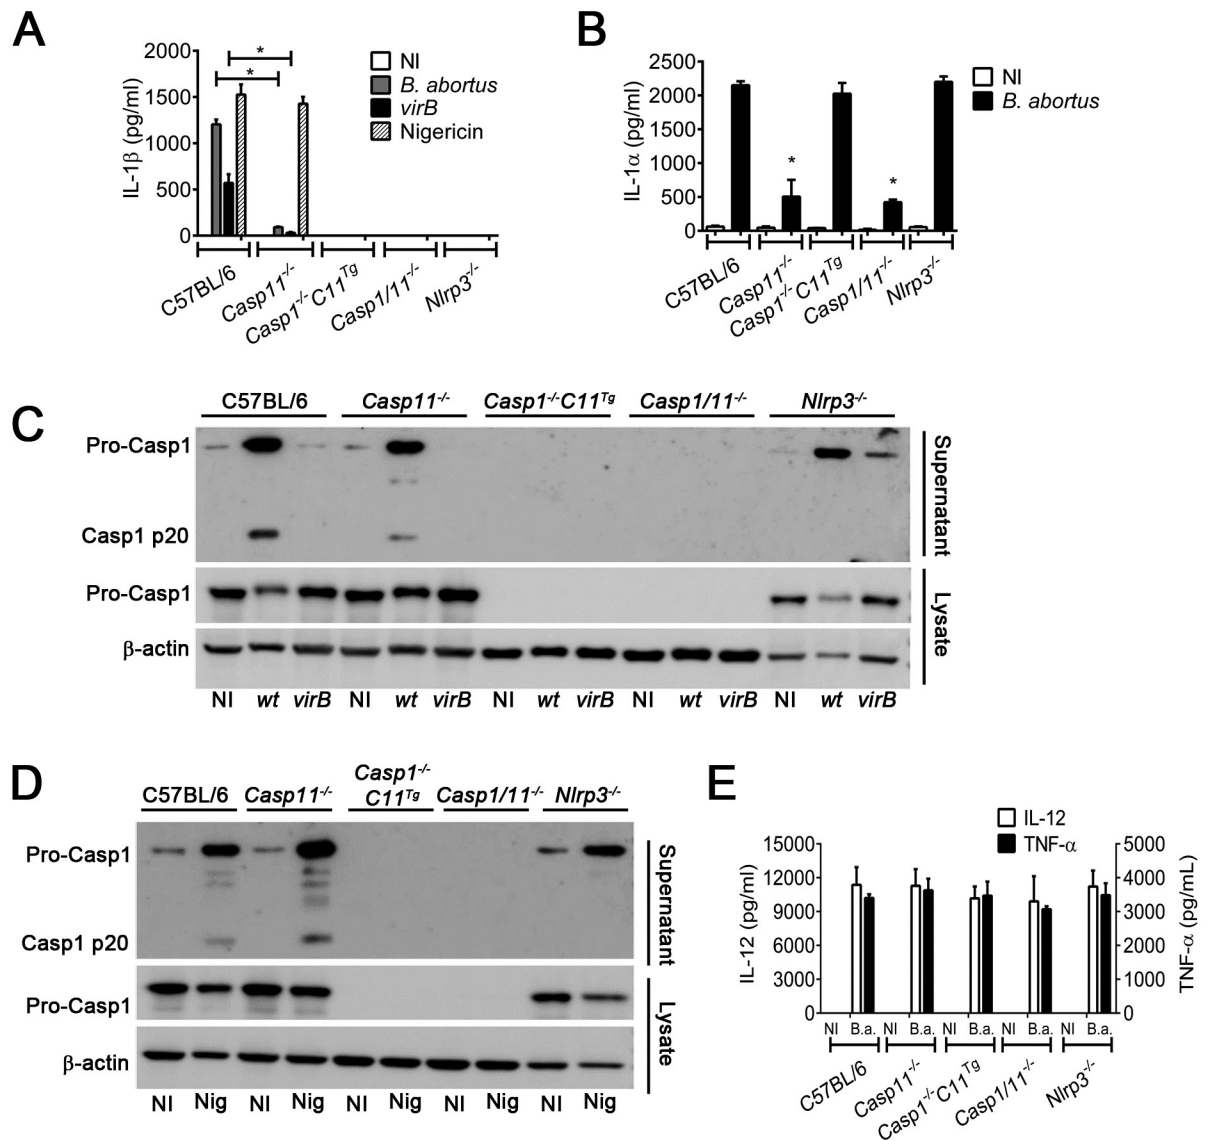 A
IL-1β (pg/ml)
2000
1500
1000
500
0
*
*
NI
B. abortus
virB
Nigericin
C57BL/6
Casp11-/-
Casp1-/-C11Tg
Casp1/11-/-
Nlrp3-/-
B
IL-1α (pg/ml)
2500
2000
1500
1000
500
0
*
*
NI
B. abortus
C57BL/6
Casp11-/-
Casp1-/-C11Tg
Casp1/11-/-
Nlrp3-/-
C
C57BL/6 Casp11-/- Casp1-/-C11Tg Casp1/11-/- Nlrp3-/-
Pro-Casp1
Casp1 p20
Supernatant
Pro-Casp1
β-actin
Lysate
NI wt virB NI wt virB NI wt virB NI wt virB NI wt virB
D
C57BL/6 Casp11-/- Casp1-/- C11Tg Casp1/11-/- Nlrp3-/-
Pro-Casp1
Casp1 p20
Supernatant
Pro-Casp1
β-actin
Lysate
NI Nig NI Nig NI Nig NI Nig NI Nig
E
IL-12
TNF-α
IL-12 (pg/ml)
15000
12000
9000
6000
3000
0
5000
4000
3000
2000
1000
0
TNF-α (pg/mL)
NI B.a. NI B.a. NI B.a. NI B.a. NI B.a.
C57BL/6
Casp11-/-
Casp1-/-C11Tg
Casp1/11-/-
Nlrp3-/-